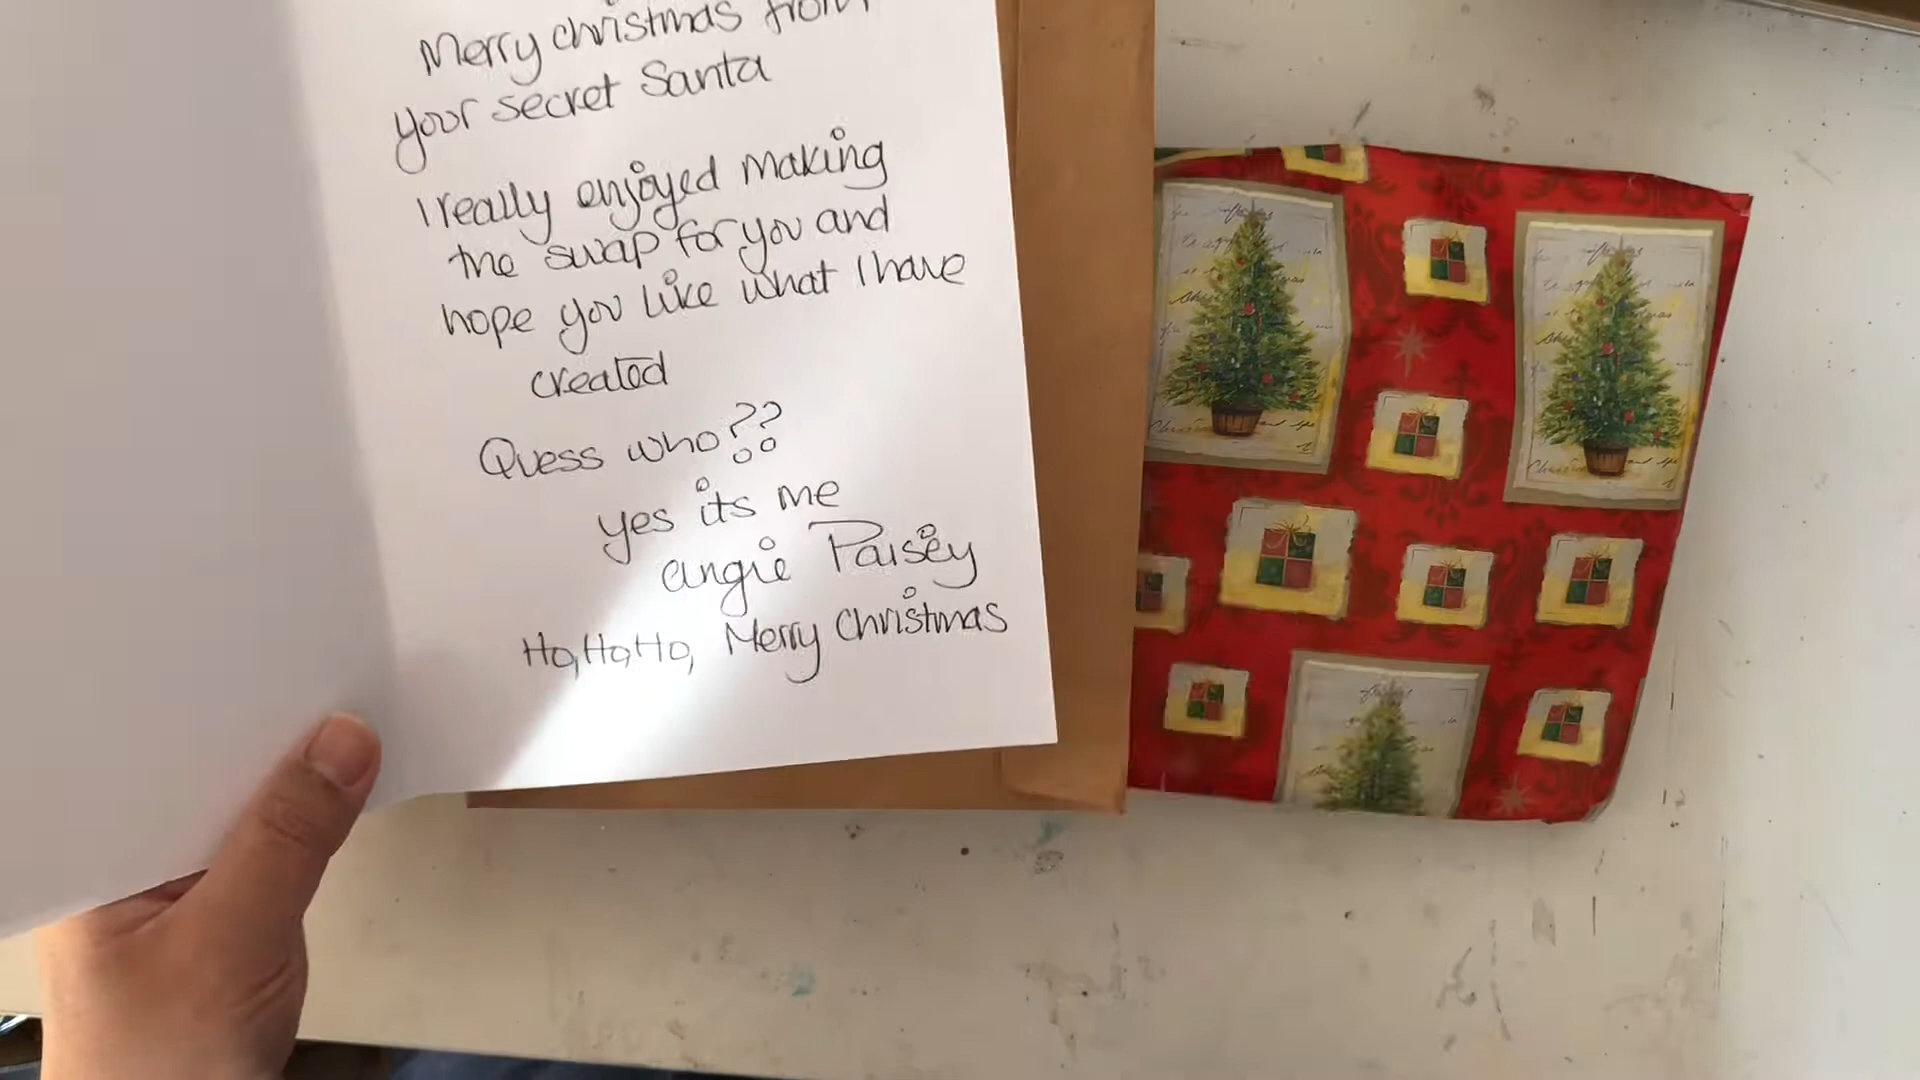 Merry christmas from
your secret Santa
I really enjoyed making
the swap for you and
hope you like what I have
created
Quess who??
yes its me
angie Paisey
Ho,Ho,Ho, Merry Christmas